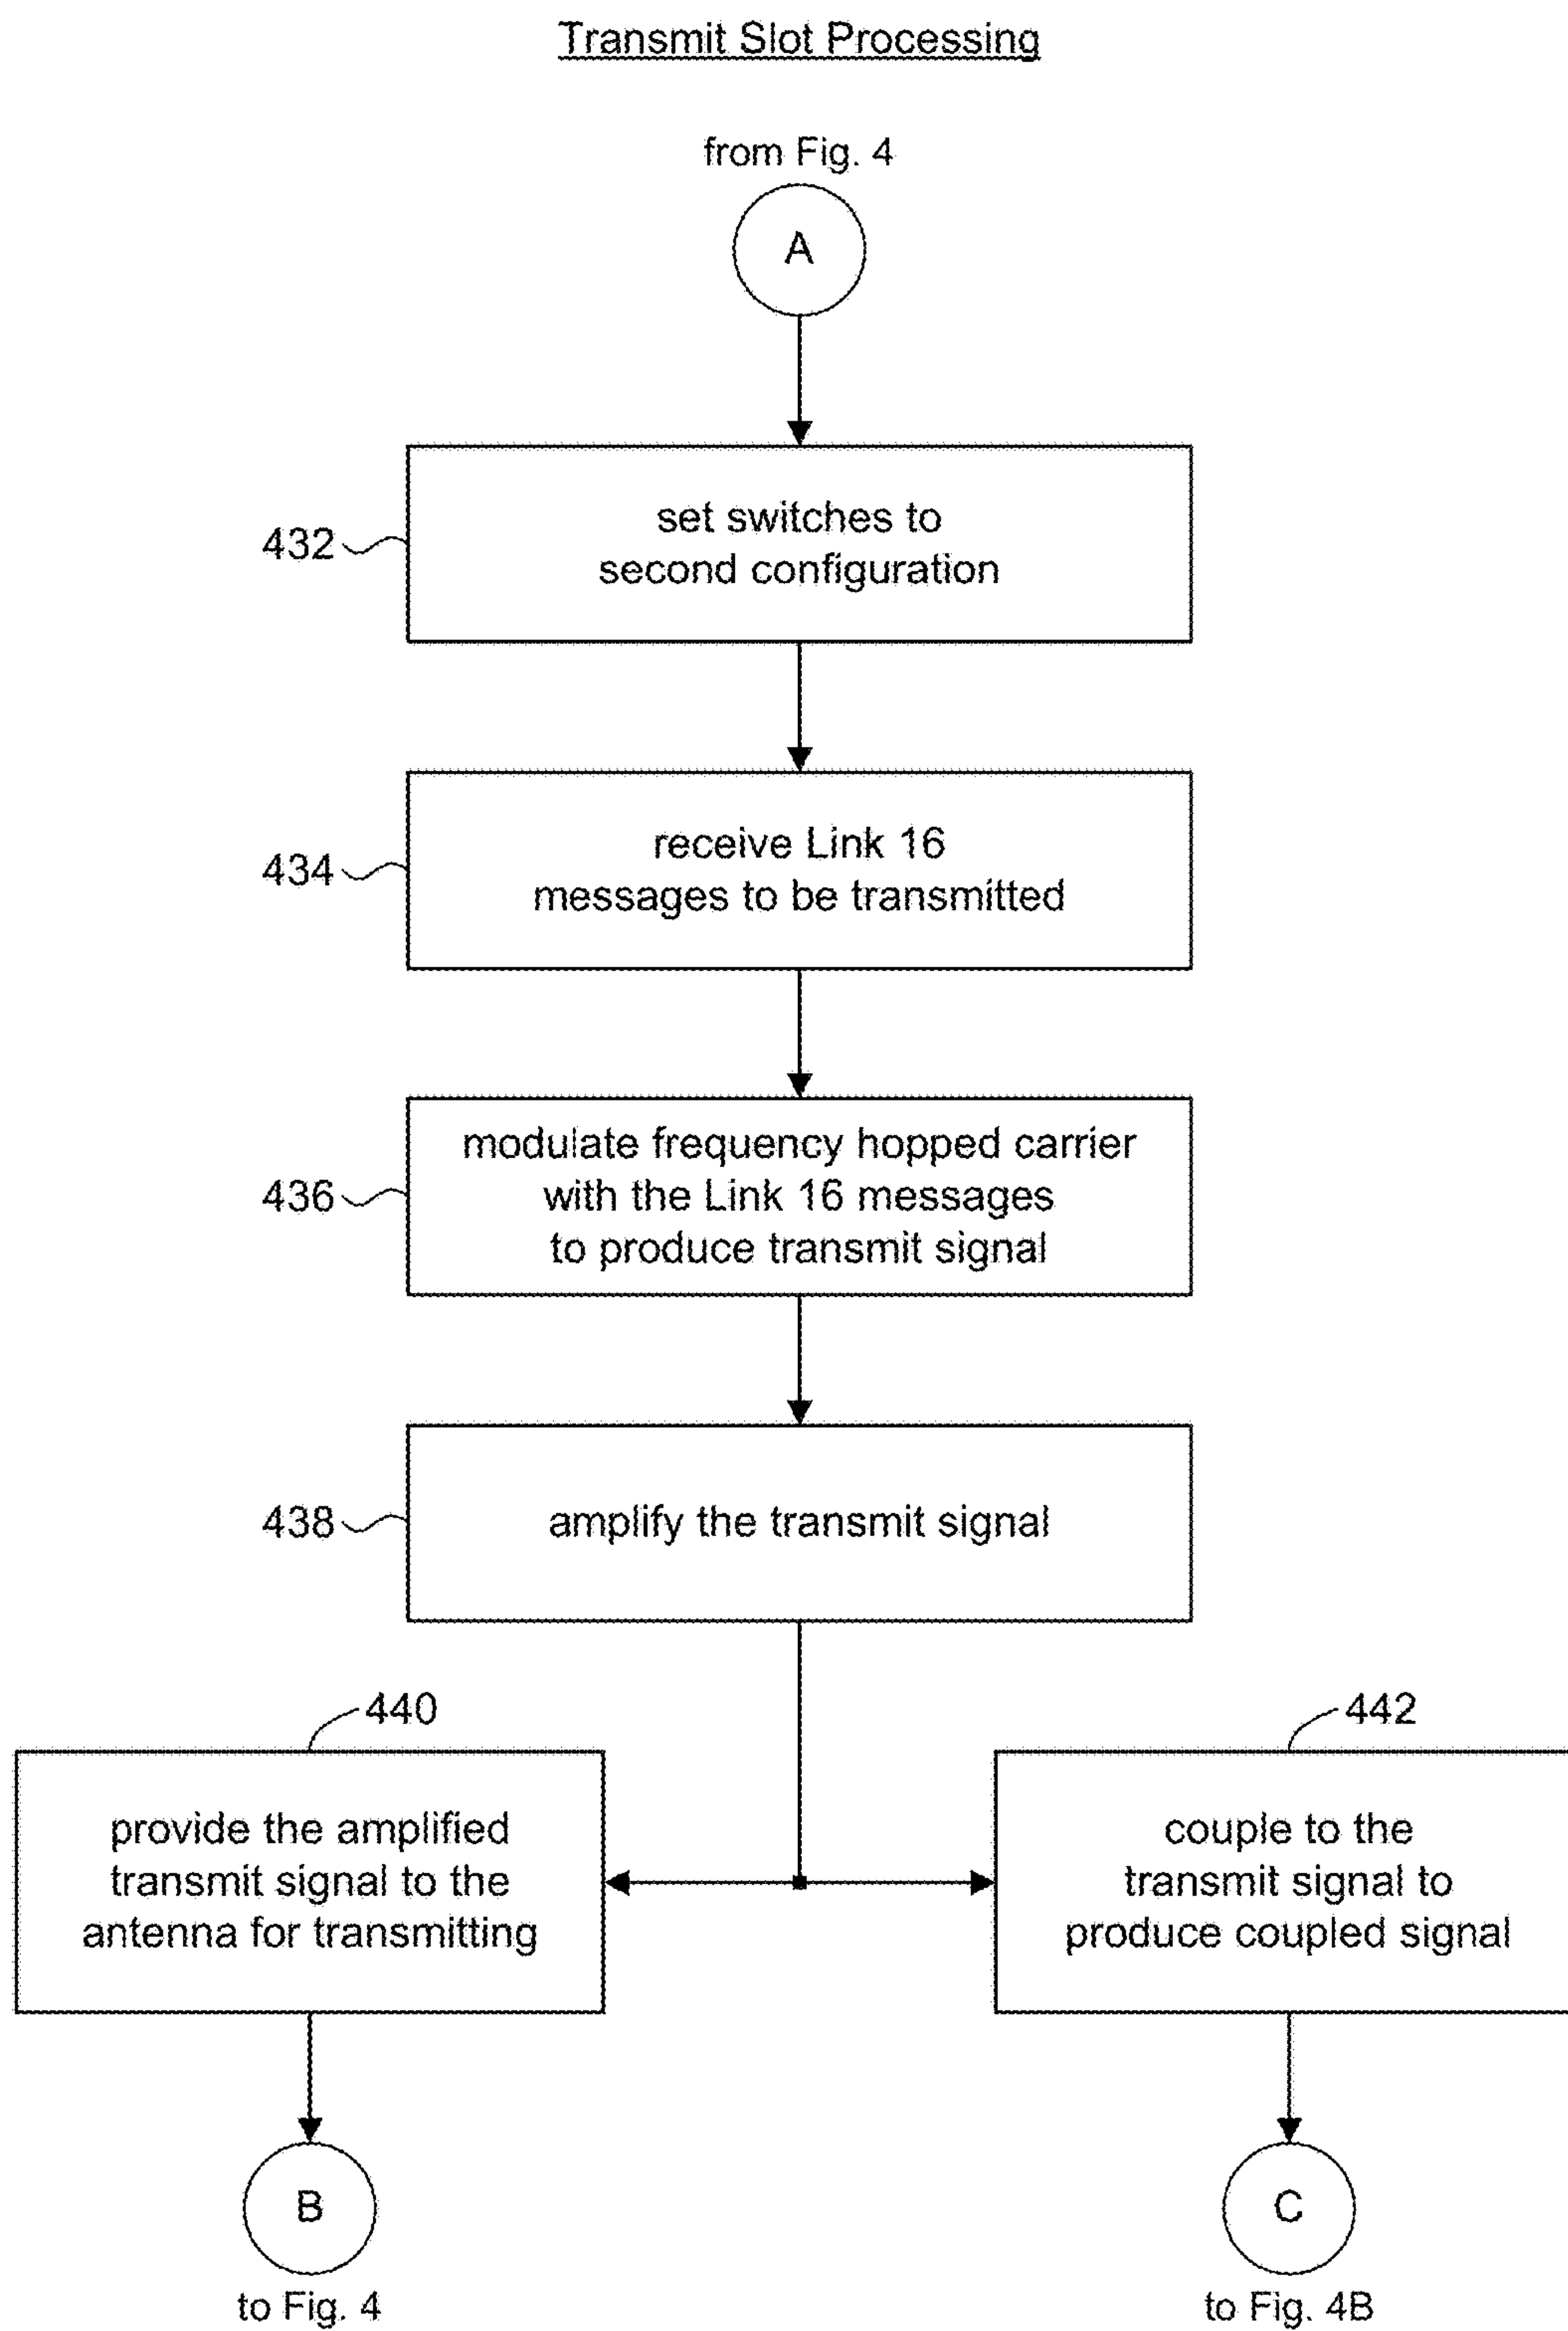 Transmit Slot Processing
from Fig. 4
A
432
set switches to
second configuration
434
receive Link 16
messages to be transmitted
436
modulate frequency hopped carrier
with the Link 16 messages
to produce transmit signal
438
amplify the transmit signal
440
provide the amplified
transmit signal to the
antenna for transmitting
442
couple to the
transmit signal to
produce coupled signal
B
to Fig. 4
C
to Fig. 4B